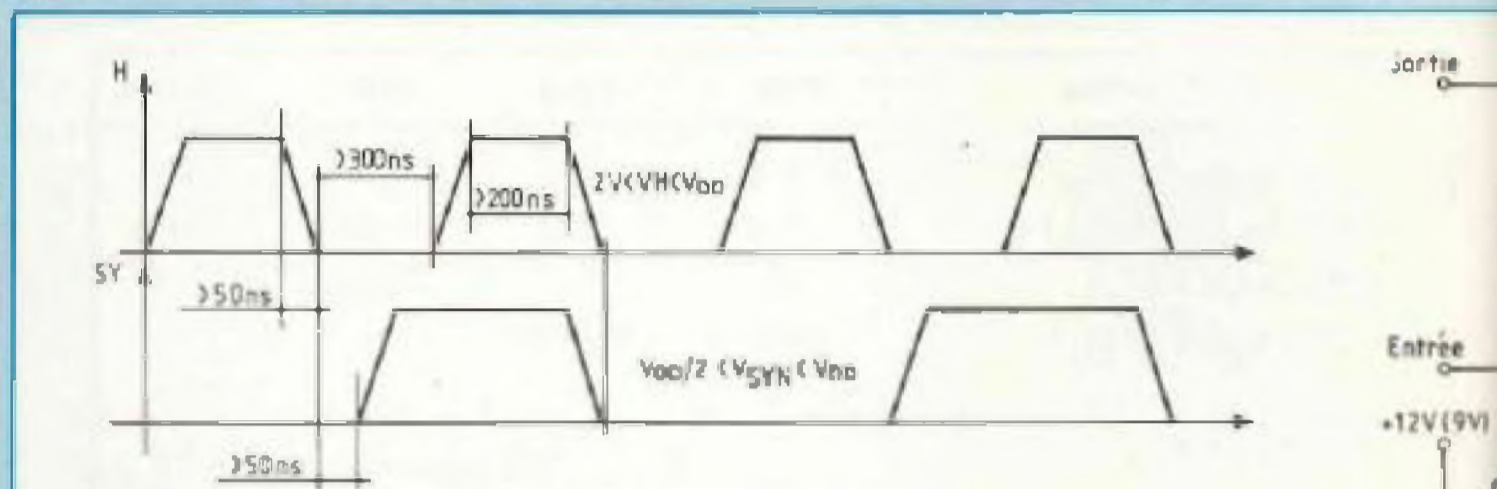 H
Sortie
>300ns
>200ns
2V<VH<VDD
SY
>50ns
Entrée
VDD/2 < VSYN < VDD
+12V(9V)
>50ns